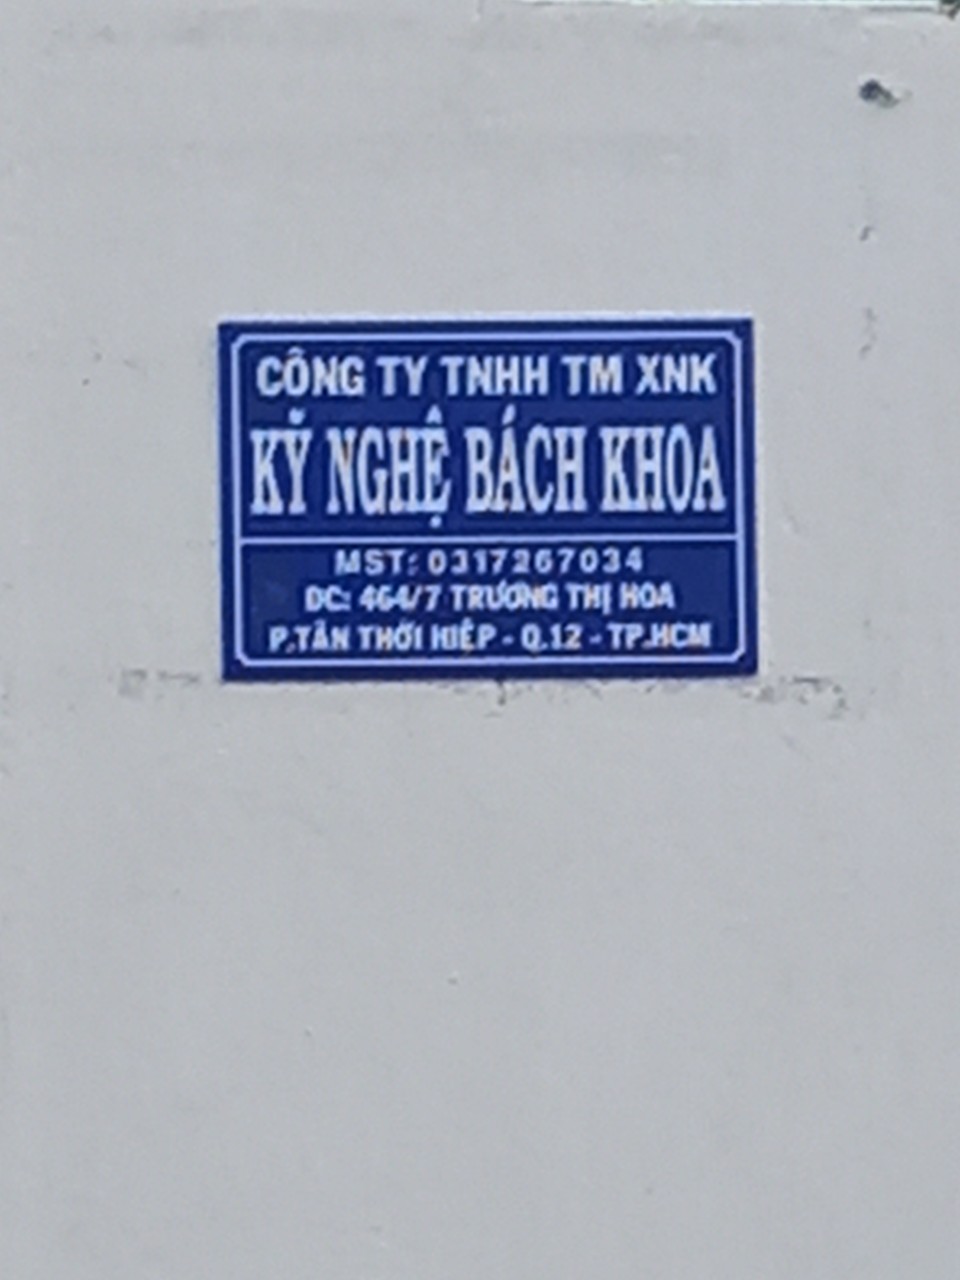 CÔNG TY TNHH TM XNK
KỸ NGHỆ BÁCH KHOA
MST: 0317267034
DC: 464/7 TRƯƠNG THỊ HOA
P.TÂN THỚI HIỆP - Q.12 - TP.HCM